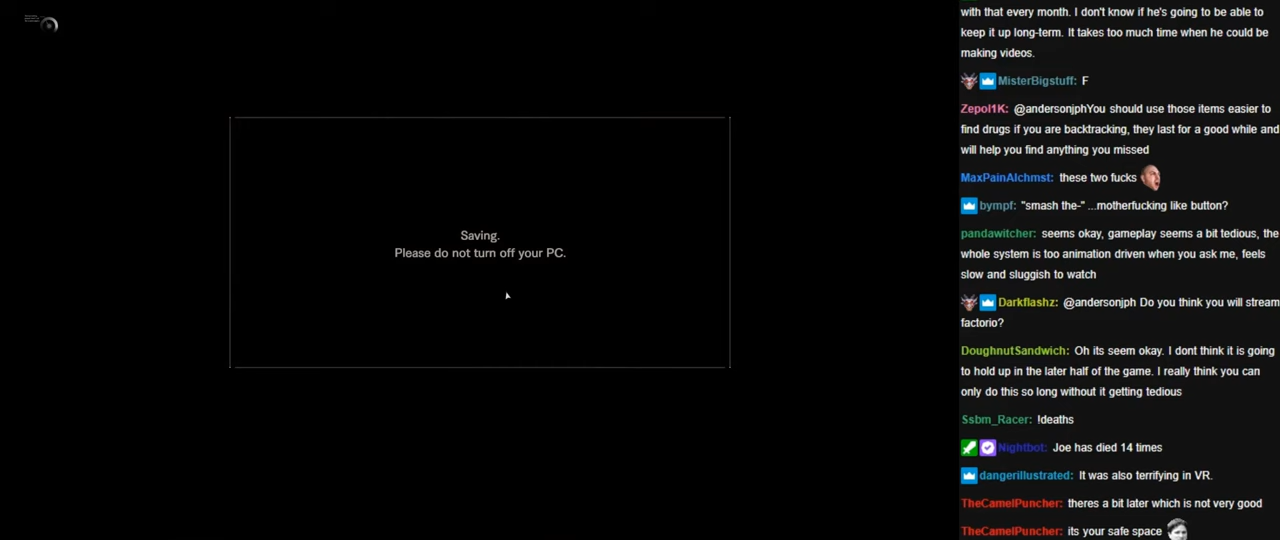 Saving.
Please do not turn off your PC.
with that every month. I don't know if he's going to be able to
keep it up long-term. It takes too much time when he could be
making videos.
MisterBigstuff: F
Zepol1K: @andersonjphYou should use those items easier to
find drugs if you are backtracking, they last for a good while and
will help you find anything you missed
MaxPainAlchmst: these two fucks
bympf: "smash the-" ...motherfucking like button?
pandawitcher: seems okay, gameplay seems a bit tedious, the
whole system is too animation driven when you ask me, feels
slow and sluggish to watch
Darkflashz: @andersonjph Do you think you will stream
factorio?
DoughnutSandwich: Oh its seem okay. I dont think it is going
to hold up in the later half of the game. I really think you can
only do this so long without it getting tedious
Ssbm_Racer: !deaths
Nightbot: Joe has died 14 times
dangerillustrated: It was also terrifying in VR.
TheCamelPuncher: theres a bit later which is not very good
TheCamelPuncher: its your safe space